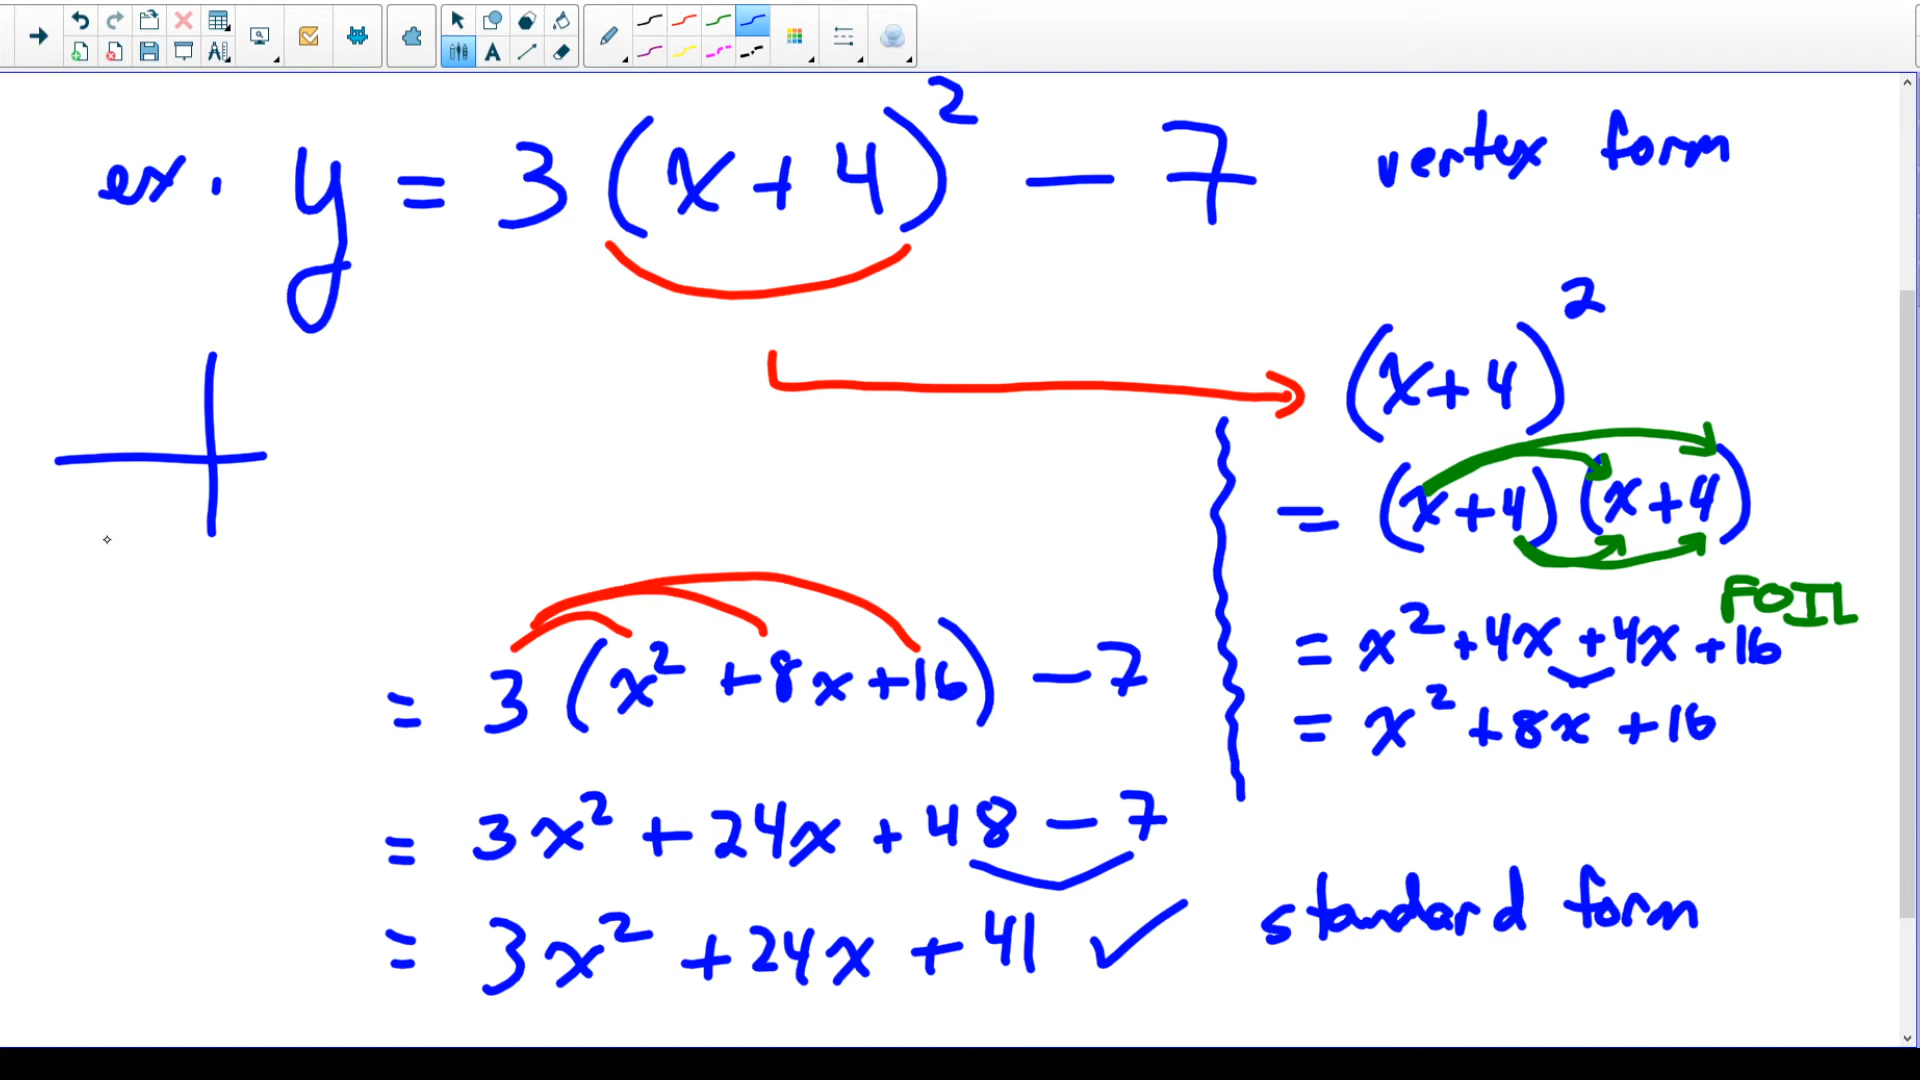 ex. y = 3(x+4)² − 7 vertex form
(x+4)²
= (x+4)(x+4)
FOIL
= x² +4x +4x +16
= x² +8x +16
= 3(x² +8x +16) −7
= 3x² + 24x + 48 − 7
= 3x² + 24x + 41 ✓ standard form